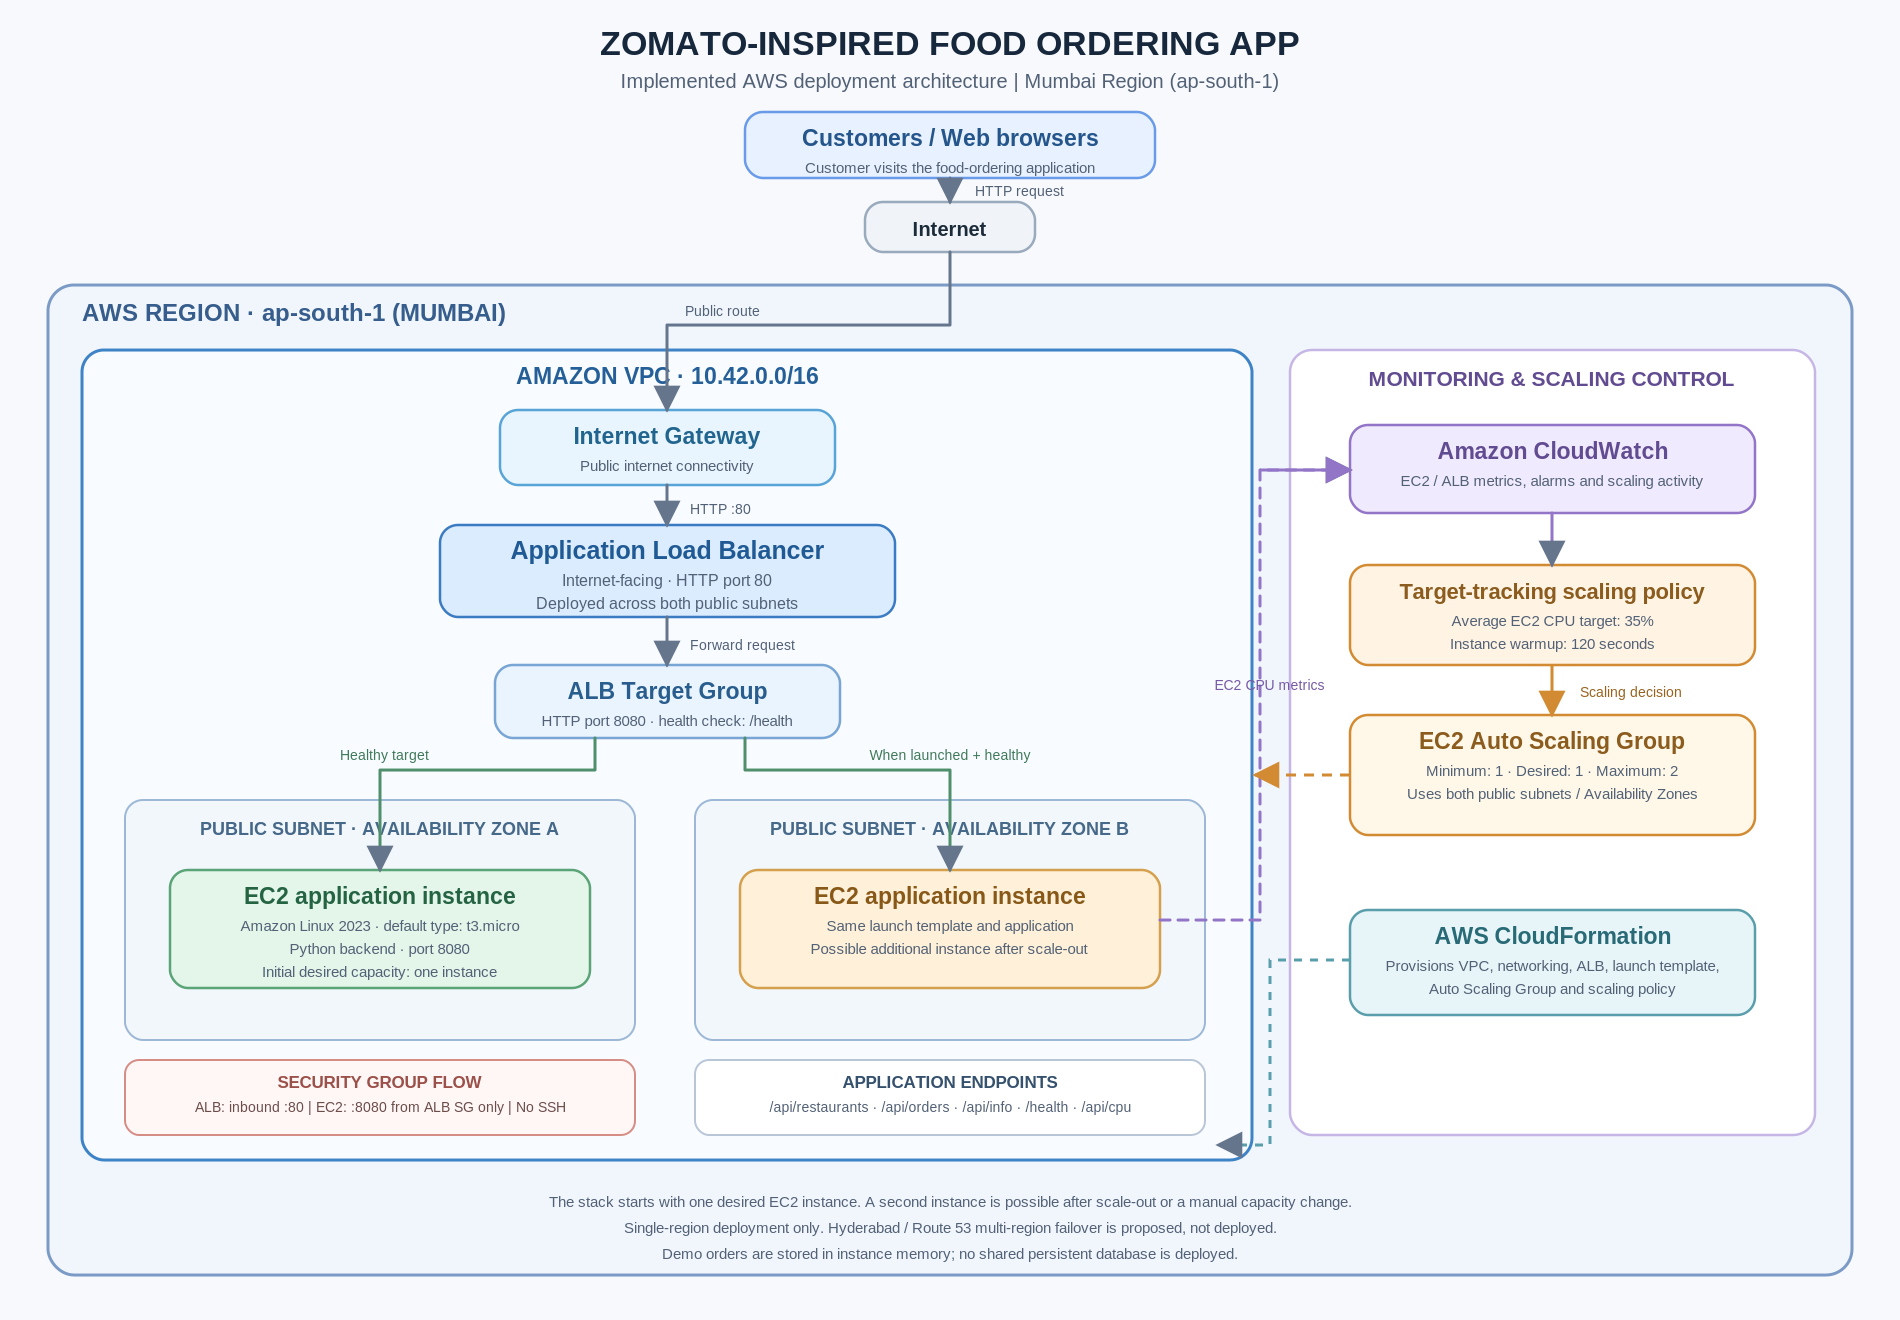 ZOMATO-INSPIRED FOOD ORDERING APP
Implemented AWS deployment architecture | Mumbai Region (ap-south-1)
Customers / Web browsers
Customer visits the food-ordering application
HTTP request
Internet
AWS REGION · ap-south-1 (MUMBAI)
Public route
AMAZON VPC · 10.42.0.0/16
Internet Gateway
Public internet connectivity
HTTP :80
Application Load Balancer
Internet-facing · HTTP port 80
Deployed across both public subnets
Forward request
ALB Target Group
HTTP port 8080 · health check: /health
Healthy target
When launched + healthy
PUBLIC SUBNET · AVAILABILITY ZONE A
EC2 application instance
Amazon Linux 2023 · default type: t3.micro
Python backend · port 8080
Initial desired capacity: one instance
PUBLIC SUBNET · AVAILABILITY ZONE B
EC2 application instance
Same launch template and application
Possible additional instance after scale-out
SECURITY GROUP FLOW
ALB: inbound :80 | EC2: :8080 from ALB SG only | No SSH
APPLICATION ENDPOINTS
/api/restaurants · /api/orders · /api/info · /health · /api/cpu
EC2 CPU metrics
MONITORING & SCALING CONTROL
Amazon CloudWatch
EC2 / ALB metrics, alarms and scaling activity
Target-tracking scaling policy
Average EC2 CPU target: 35%
Instance warmup: 120 seconds
Scaling decision
EC2 Auto Scaling Group
Minimum: 1 · Desired: 1 · Maximum: 2
Uses both public subnets / Availability Zones
AWS CloudFormation
Provisions VPC, networking, ALB, launch template,
Auto Scaling Group and scaling policy
The stack starts with one desired EC2 instance. A second instance is possible after scale-out or a manual capacity change.
Single-region deployment only. Hyderabad / Route 53 multi-region failover is proposed, not deployed.
Demo orders are stored in instance memory; no shared persistent database is deployed.